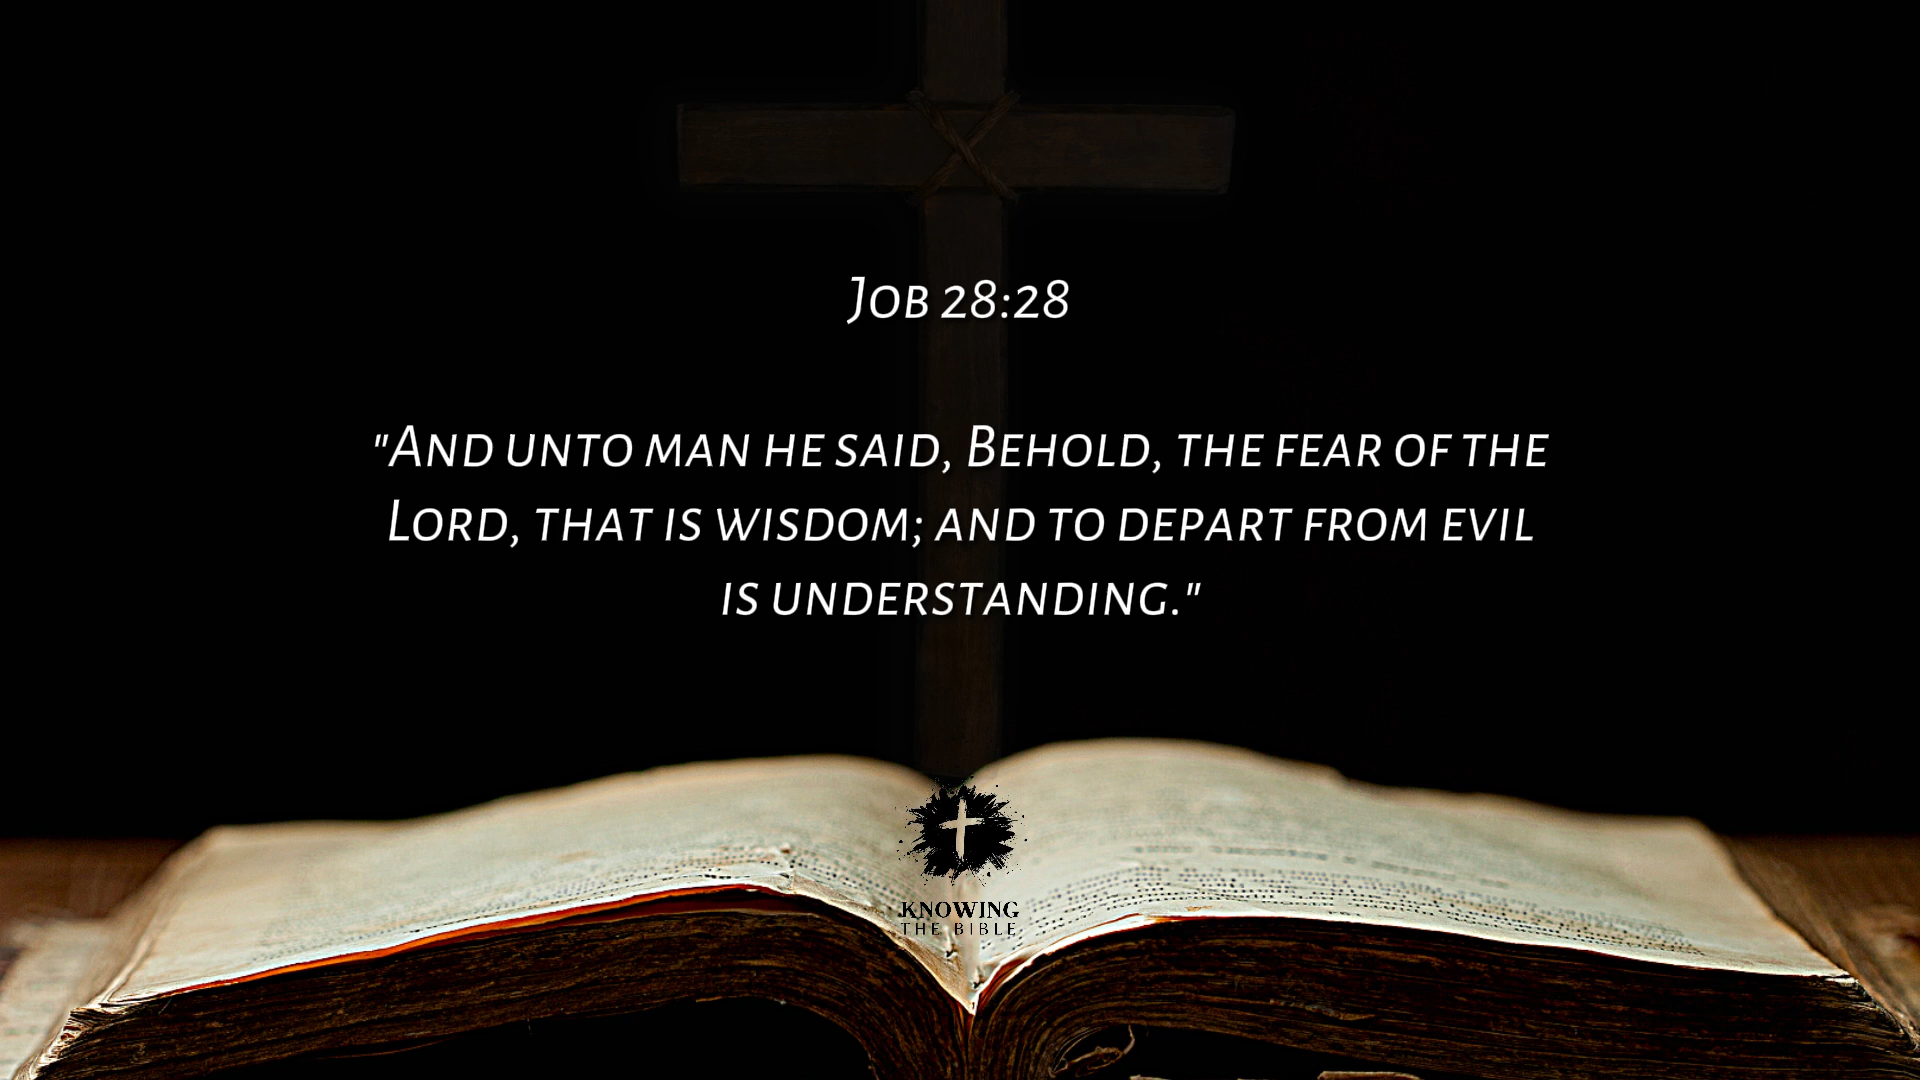 Job 28:28
"And unto man he said, Behold, the fear of the
Lord, that is wisdom; and to depart from evil
is understanding."
KNOWING
THE BIBLE